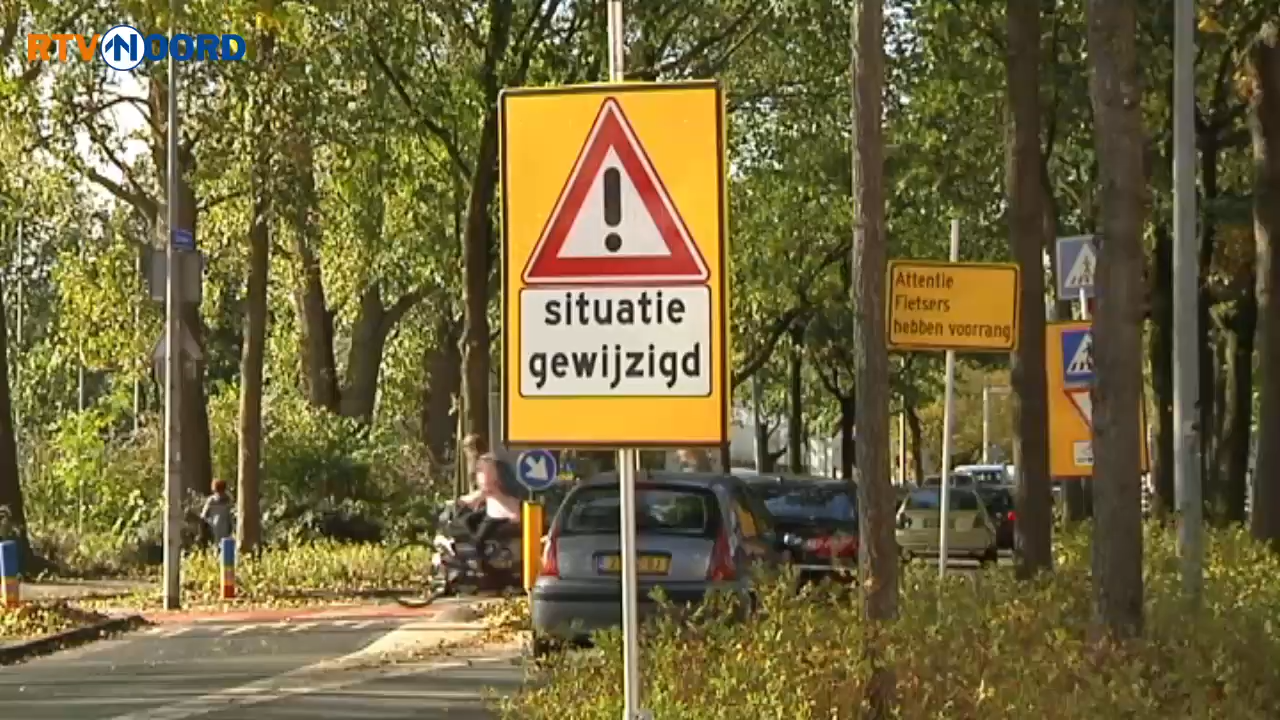 RTV NOORD
situatie
gewijzigd
Attentie
Fietsers
hebben voorrang